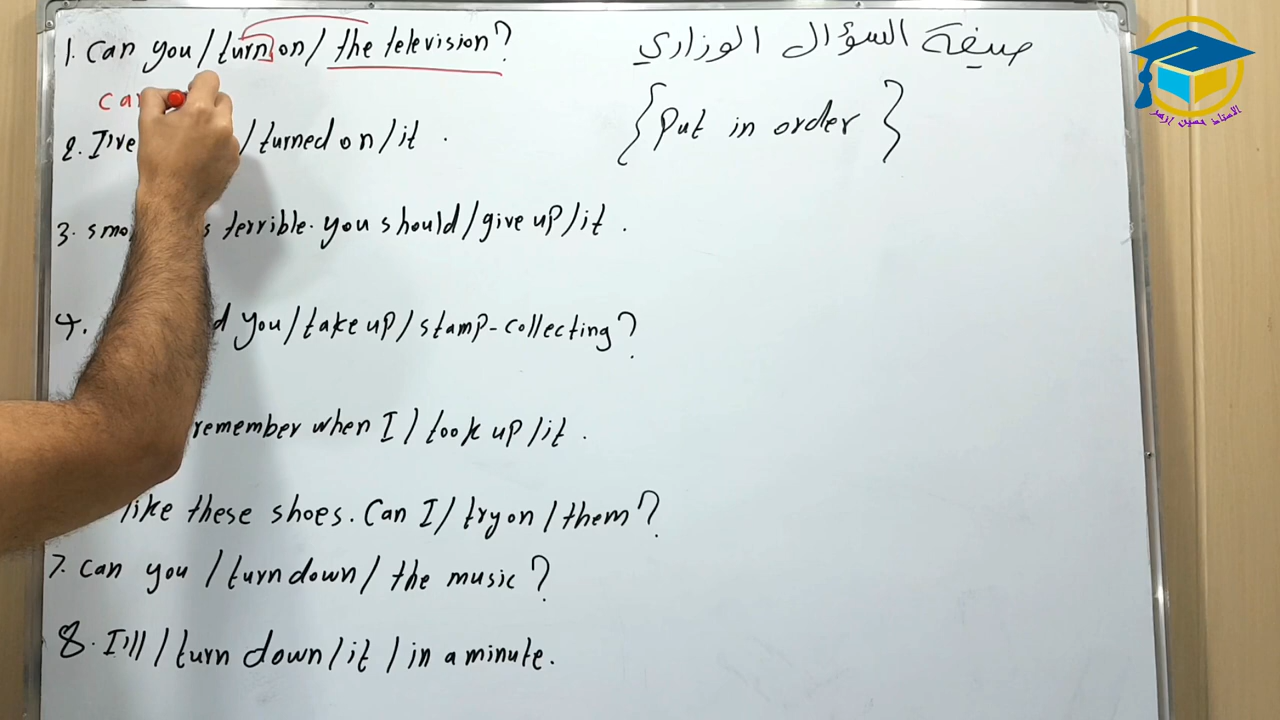 1. Can you / turn on / the television?
صيغة السؤال الوزاري
{Put in order}
الأستاذ حسين ازهر
2. I've / turned on / it .
3. terrible. you should / give up / it .
4. you / take up / stamp-collecting?
remember when I / took up / it .
like these shoes. Can I / try on / them?
7. Can you / turn down / the music?
8. I'll / turn down / it / in a minute.